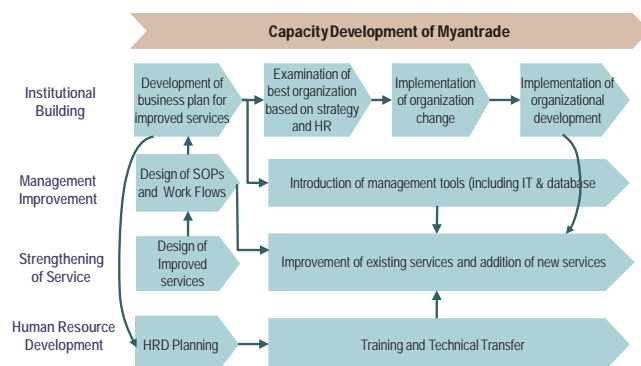 Capacity Development of Myantrade
Institutional
Building
Development of
business plan for
improved services
Examination of
best organization
based on strategy
and HR
Implementation
of organization
change
Implementation of
organizational
development
Management
Improvement
Design of SOPs
and Work Flows
Introduction of management tools (including IT & database
Strengthening
of Service
Design of
Improved
services
Improvement of existing services and addition of new services
Human Resource
Development
HRD Planning
Training and Technical Transfer